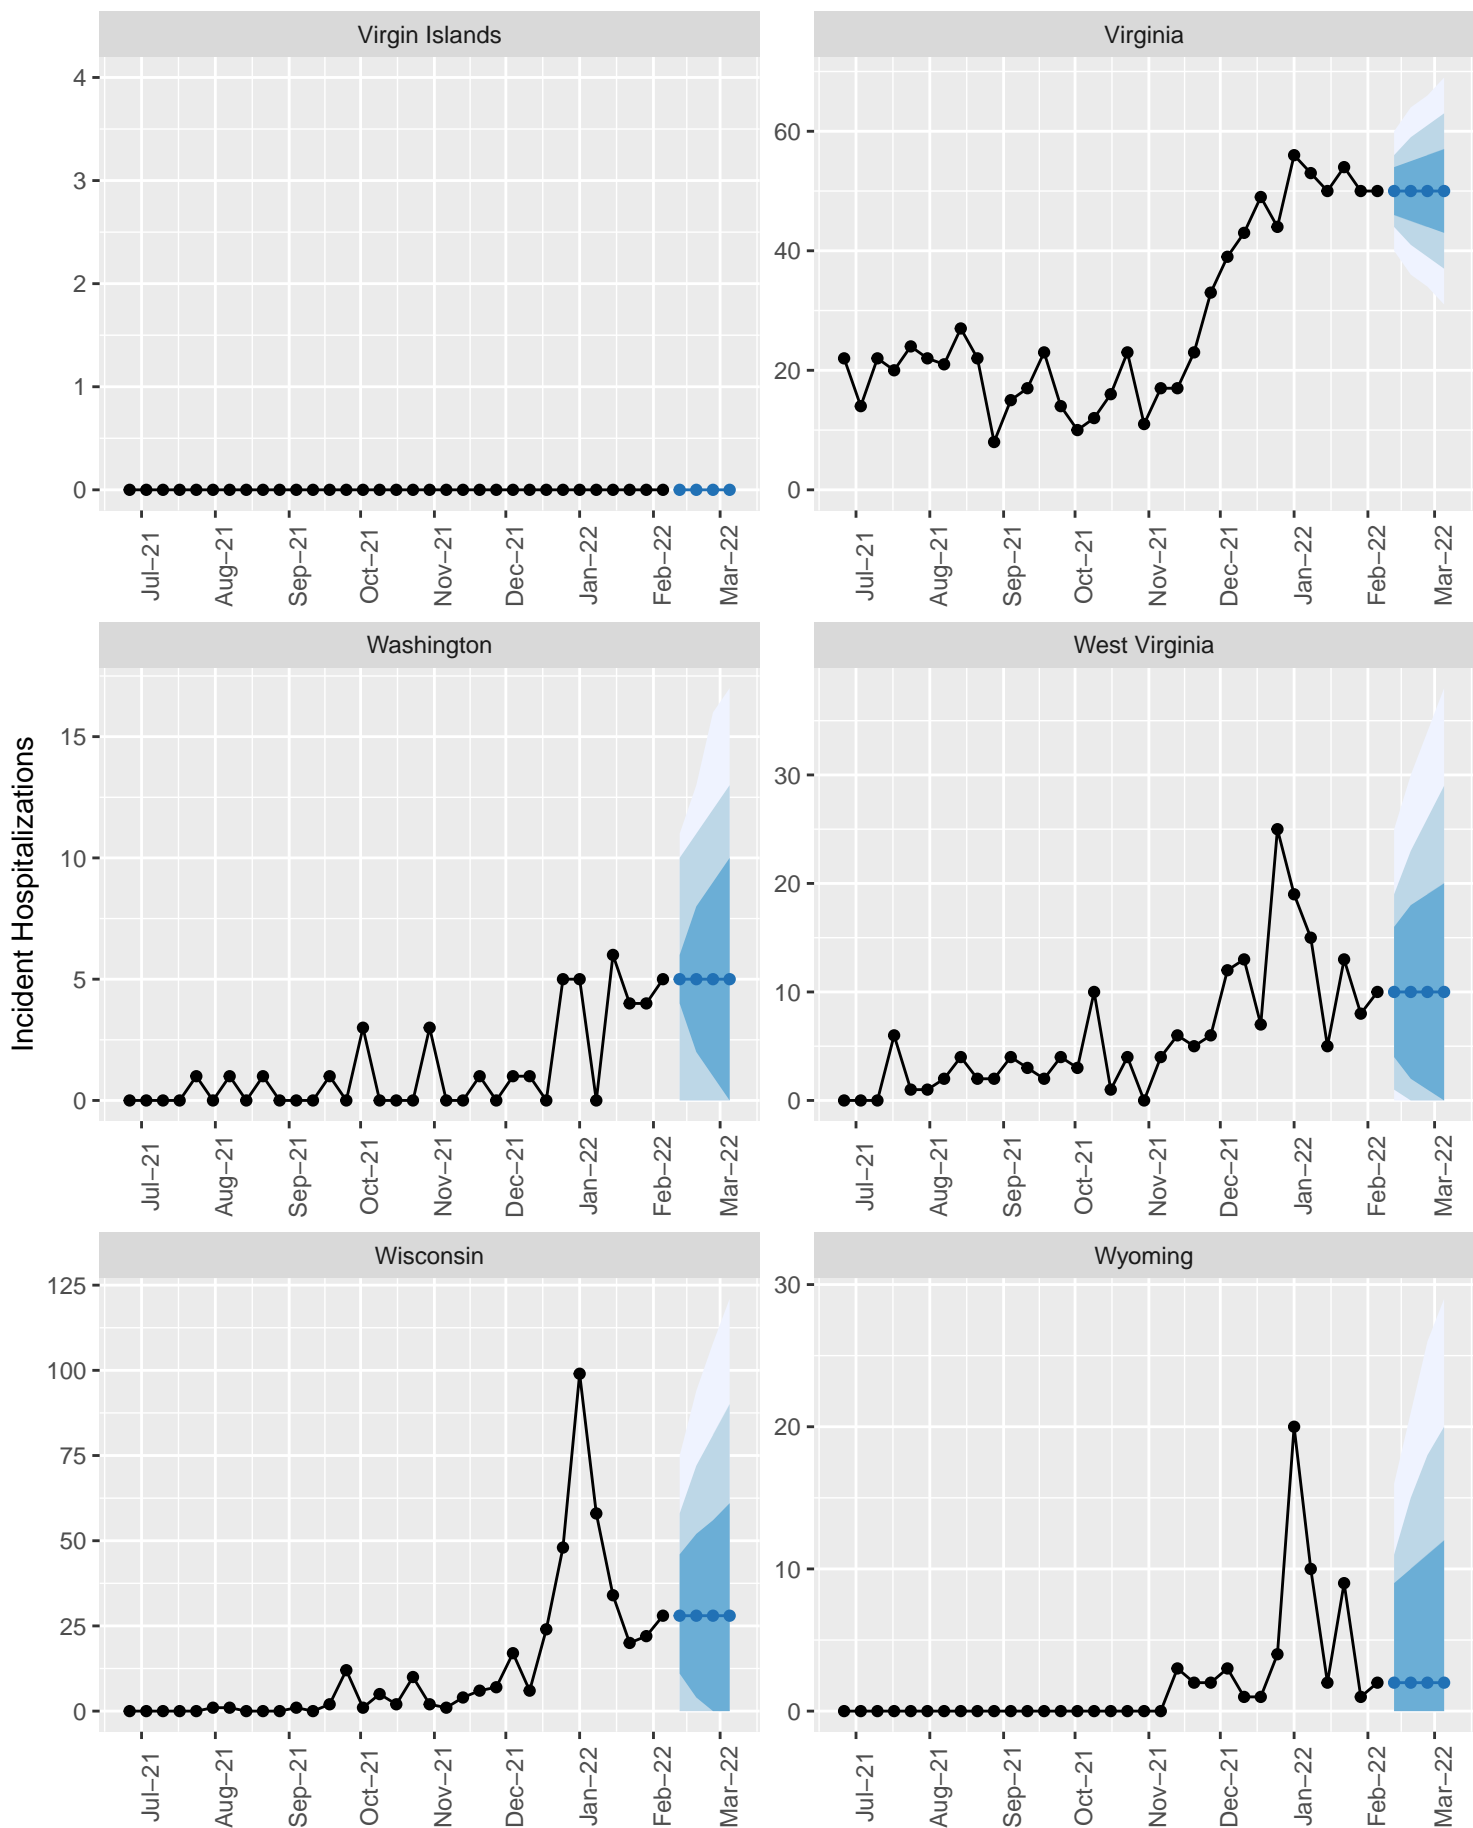 Virgin Islands
Virginia
4
3
2
1
0
60
40
20
0
Jul−21
Aug−21
Sep−21
Oct−21
Nov−21
Dec−21
Jan−22
Feb−22
Mar−22
Jul−21
Aug−21
Sep−21
Oct−21
Nov−21
Dec−21
Jan−22
Feb−22
Mar−22
Incident Hospitalizations
Washington
West Virginia
15
10
5
0
30
20
10
0
Jul−21
Aug−21
Sep−21
Oct−21
Nov−21
Dec−21
Jan−22
Feb−22
Mar−22
Jul−21
Aug−21
Sep−21
Oct−21
Nov−21
Dec−21
Jan−22
Feb−22
Mar−22
Wisconsin
Wyoming
125
100
75
50
25
0
30
20
10
0
Jul−21
Aug−21
Sep−21
Oct−21
Nov−21
Dec−21
Jan−22
Feb−22
Mar−22
Jul−21
Aug−21
Sep−21
Oct−21
Nov−21
Dec−21
Jan−22
Feb−22
Mar−22